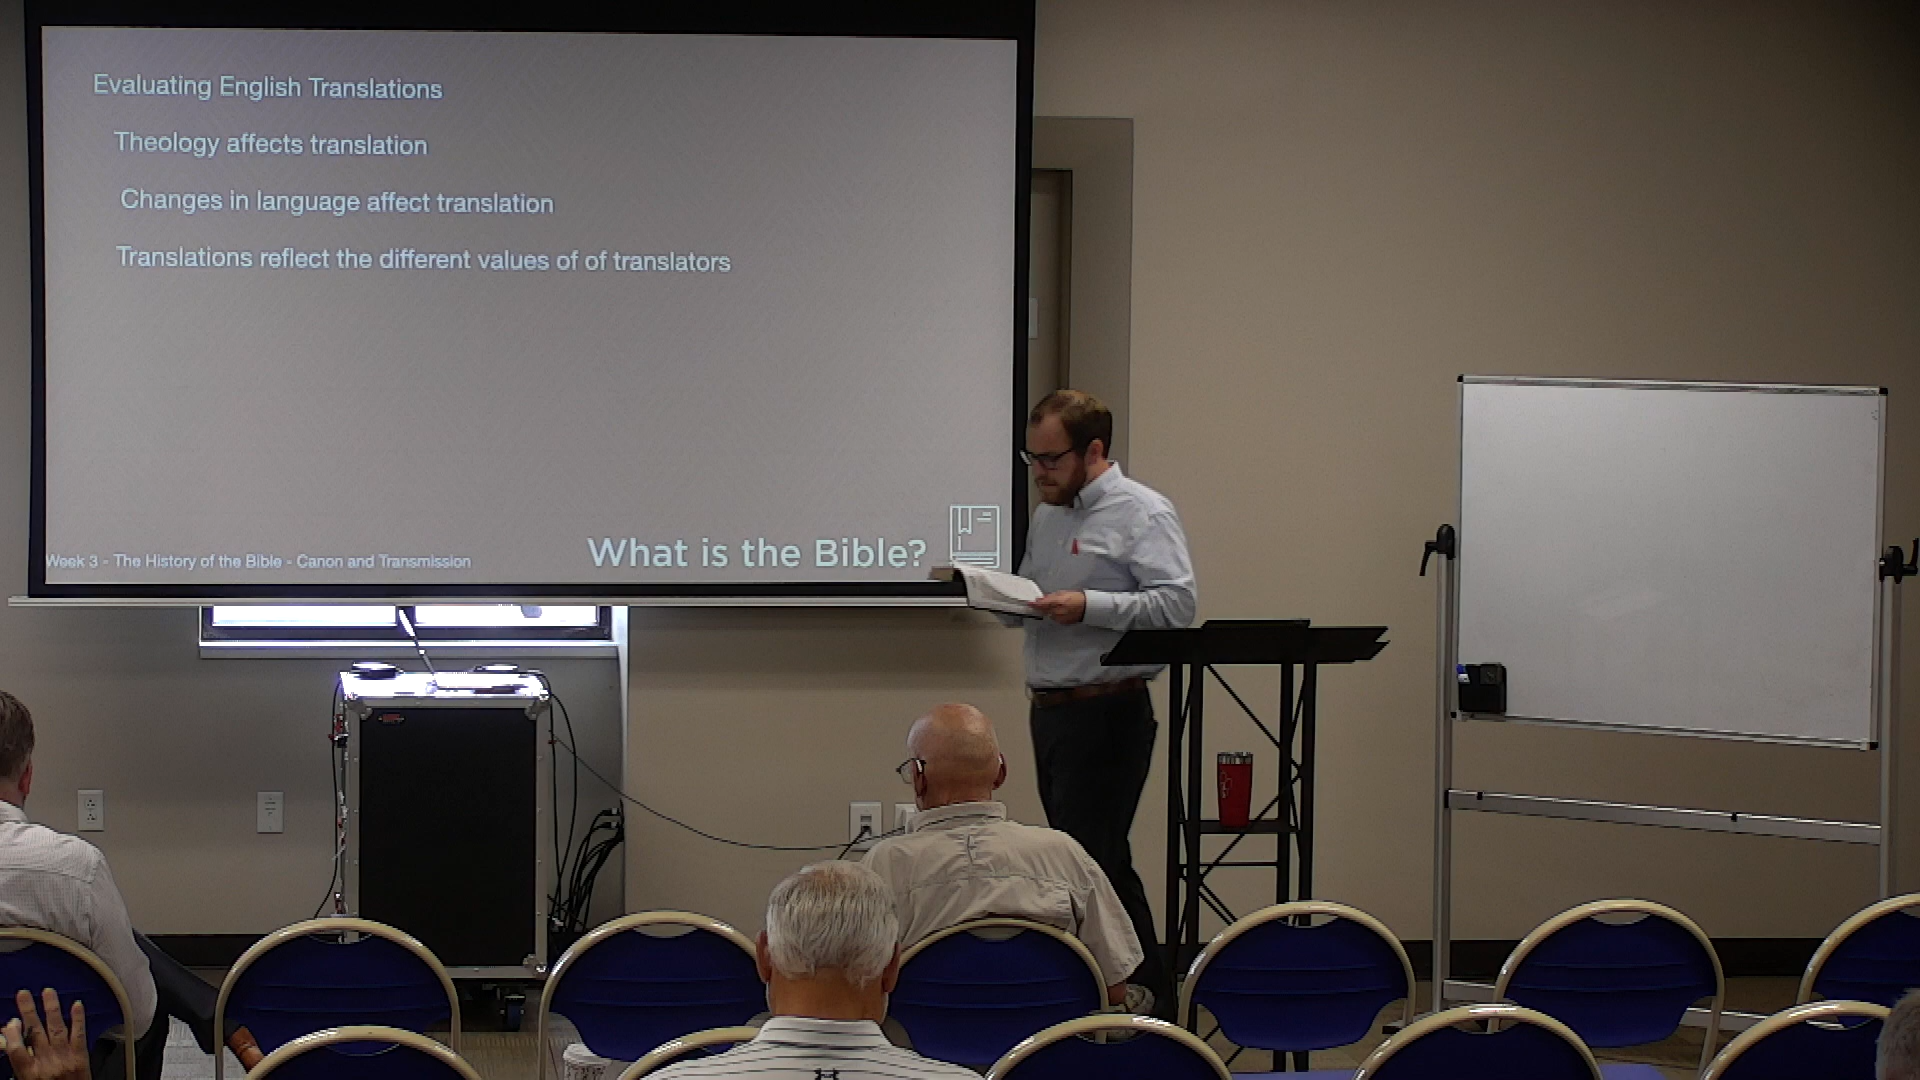 Evaluating English Translations
Theology affects translation
Changes in language affect translation
Translations reflect the different values of of translators
Week 3 - The History of the Bible - Canon and Transmission
What is the Bible?